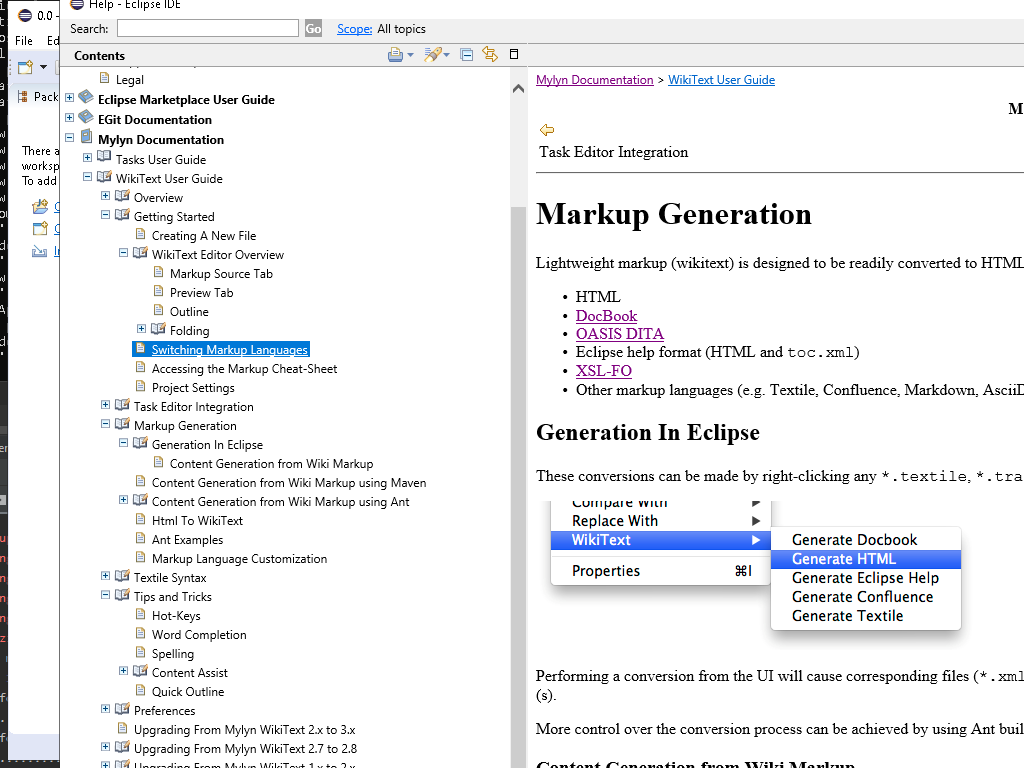 Help - Eclipse IDE
0.0 -
Search:
Go
Scope: All topics
File Ed
Contents
Pack
There a
worksp
To add
Legal
Eclipse Marketplace User Guide
EGit Documentation
Mylyn Documentation
Tasks User Guide
WikiText User Guide
Overview
Getting Started
Creating A New File
WikiText Editor Overview
Markup Source Tab
Preview Tab
Outline
Folding
Switching Markup Languages
Accessing the Markup Cheat-Sheet
Project Settings
Task Editor Integration
Markup Generation
Generation In Eclipse
Content Generation from Wiki Markup
Content Generation from Wiki Markup using Maven
Content Generation from Wiki Markup using Ant
Html To WikiText
Ant Examples
Markup Language Customization
Textile Syntax
Tips and Tricks
Hot-Keys
Word Completion
Spelling
Content Assist
Quick Outline
Preferences
Upgrading From Mylyn WikiText 2.x to 3.x
Upgrading From Mylyn WikiText 2.7 to 2.8
Upgrading From Mylyn WikiText 1.x to 2.x
Mylyn Documentation > WikiText User Guide
M
Task Editor Integration
Markup Generation
Lightweight markup (wikitext) is designed to be readily converted to HTML
• HTML
• DocBook
• OASIS DITA
• Eclipse help format (HTML and toc.xml)
• XSL-FO
• Other markup languages (e.g. Textile, Confluence, Markdown, AsciiD
Generation In Eclipse
These conversions can be made by right-clicking any *.textile, *.tra
Compare With
Replace With
WikiText
Properties ⌘I
Generate Docbook
Generate HTML
Generate Eclipse Help
Generate Confluence
Generate Textile
Performing a conversion from the UI will cause corresponding files (*.xml
(s).
More control over the conversion process can be achieved by using Ant buil
Content Generation from Wiki Markup